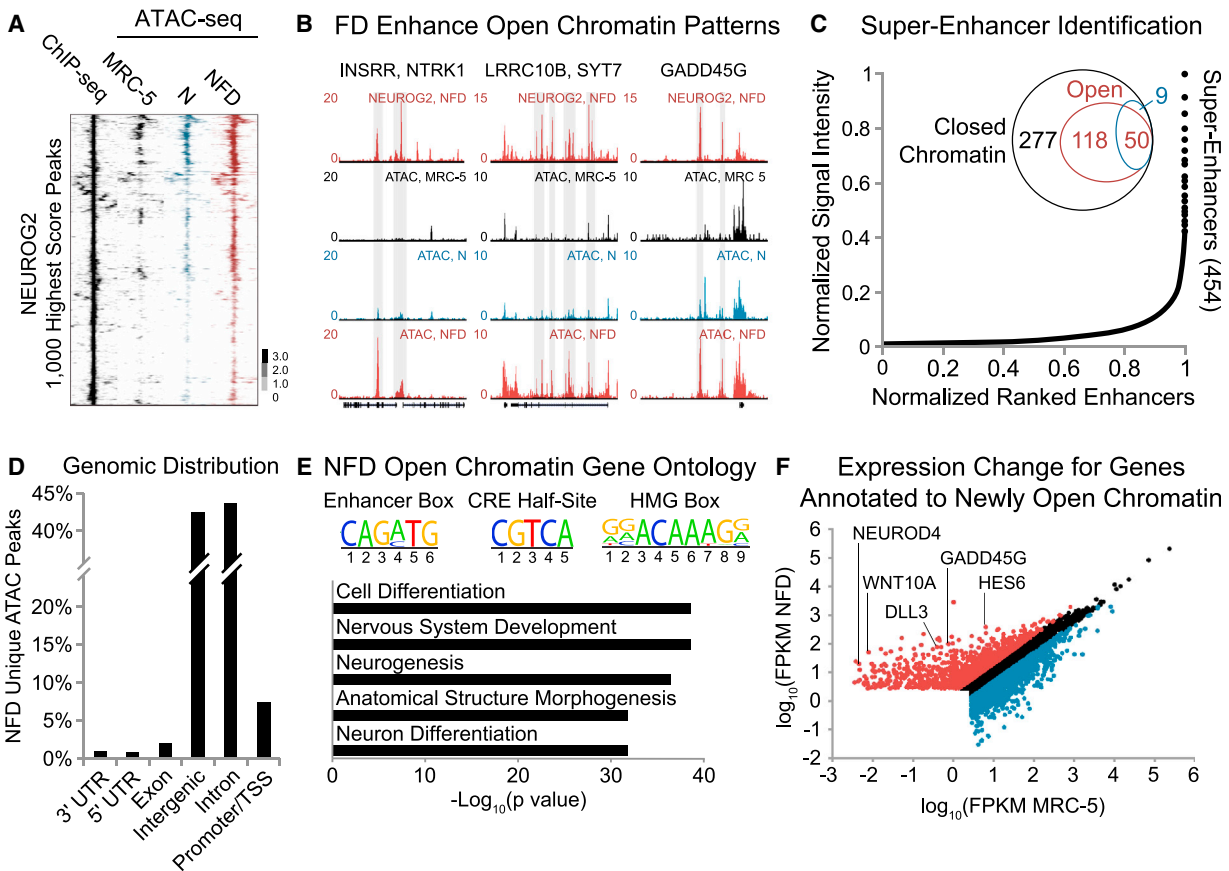 A
ATAC-seq
ChIP-seq
MRC-5
N
NFD
NEUROG2
1,000 Highest Score Peaks
3.0
2.0
1.0
0
B
FD Enhance Open Chromatin Patterns
INSRR, NTRK1
LRRC10B, SYT7
GADD45G
20
NEUROG2, NFD
0
15
NEUROG2, NFD
0
15
NEUROG2, NFD
0
20
ATAC, MRC-5
0
10
ATAC, MRC-5
0
10
ATAC, MRC 5
0
20
ATAC, N
0
10
ATAC, N
0
10
ATAC, N
0
20
ATAC, NFD
0
10
ATAC, NFD
0
10
ATAC, NFD
0
C
Super-Enhancer Identification
Normalized Signal Intensity
1
0.8
0.6
0.4
0.2
0
0
0.2
0.4
0.6
0.8
1
Normalized Ranked Enhancers
Super-Enhancers (454)
Closed
Chromatin
277
Open
118
50
9
D
Genomic Distribution
NFD Unique ATAC Peaks
45%
40%
20%
15%
10%
5%
0%
3' UTR
5' UTR
Exon
Intergenic
Intron
Promoter/TSS
E
NFD Open Chromatin Gene Ontology
Enhancer Box
CAGATG
1 2 3 4 5 6
CRE Half-Site
CGTCA
1 2 3 4 5
HMG Box
GGACAAAGG
1 2 3 4 5 6 7 8 9
Cell Differentiation
Nervous System Development
Neurogenesis
Anatomical Structure Morphogenesis
Neuron Differentiation
0
10
20
30
40
-Log10(p value)
F
Expression Change for Genes
Annotated to Newly Open Chromatin
log10(FPKM NFD)
6
5
4
3
2
1
0
-1
-2
NEUROD4
WNT10A
DLL3
GADD45G
HES6
-3
-2
-1
0
1
2
3
4
5
6
log10(FPKM MRC-5)